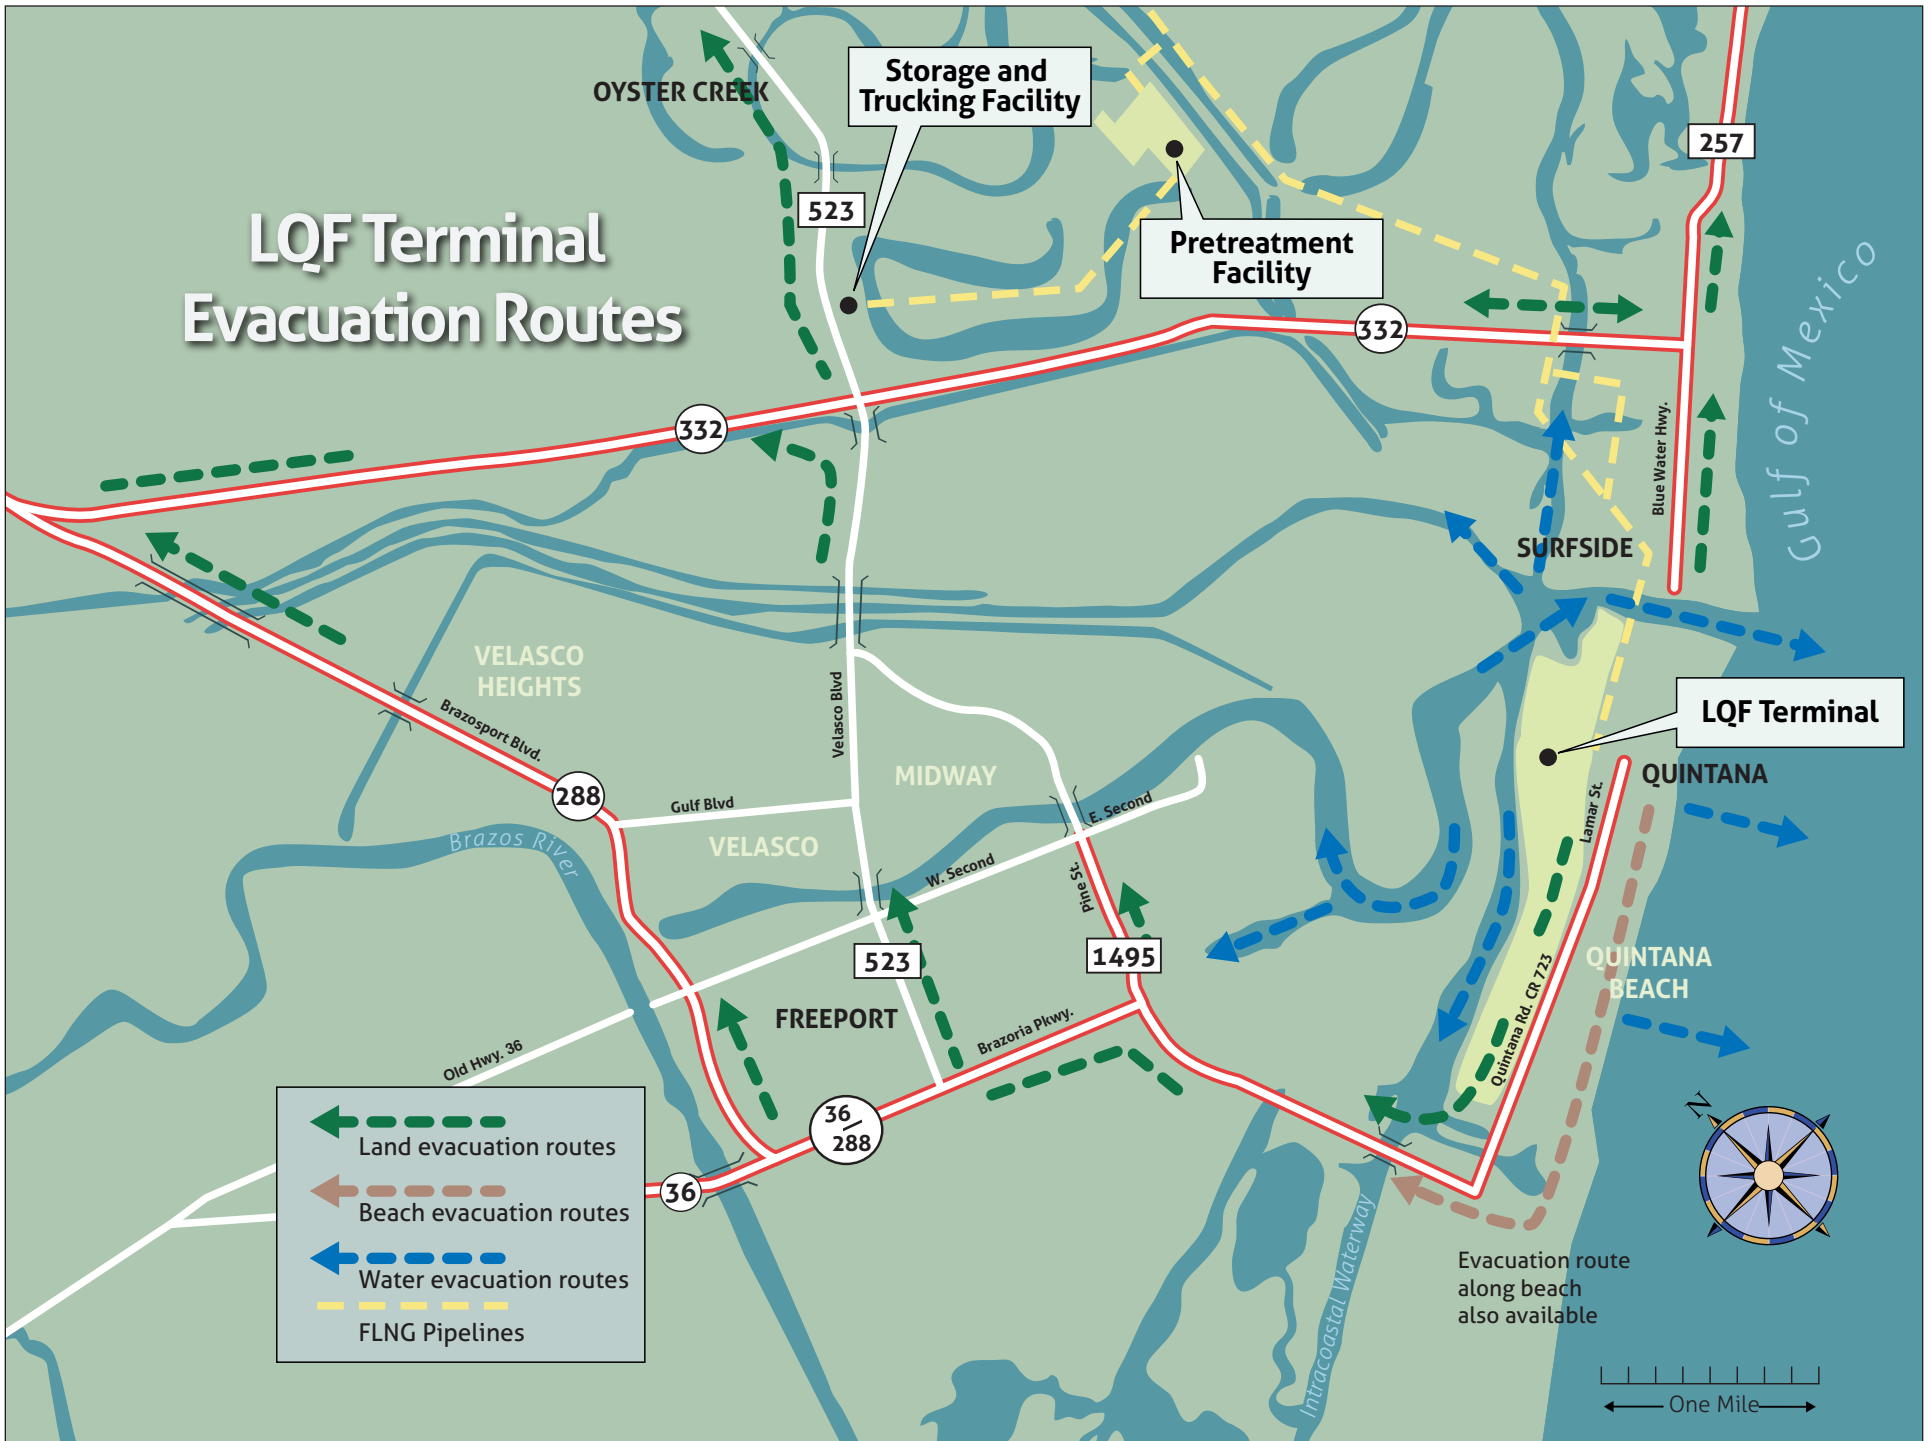 LQF Terminal
Evacuation Routes
OYSTER CREEK
Storage and
Trucking Facility
523
Pretreatment
Facility
257
332
332
Gulf of Mexico
Blue Water Hwy.
SURFSIDE
VELASCO
HEIGHTS
Brazosport Blvd.
288
Velasco Blvd
Gulf Blvd
MIDWAY
VELASCO
Brazos River
E. Second
W. Second
Pine St.
LQF Terminal
QUINTANA
Lamar St.
QUINTANA
BEACH
Quintana Rd. CR 723
523
1495
FREEPORT
Brazoria Pkwy.
Old Hwy. 36
36
288
36
N
Land evacuation routes
Beach evacuation routes
Water evacuation routes
FLNG Pipelines
Intracoastal Waterway
Evacuation route
along beach
also available
One Mile